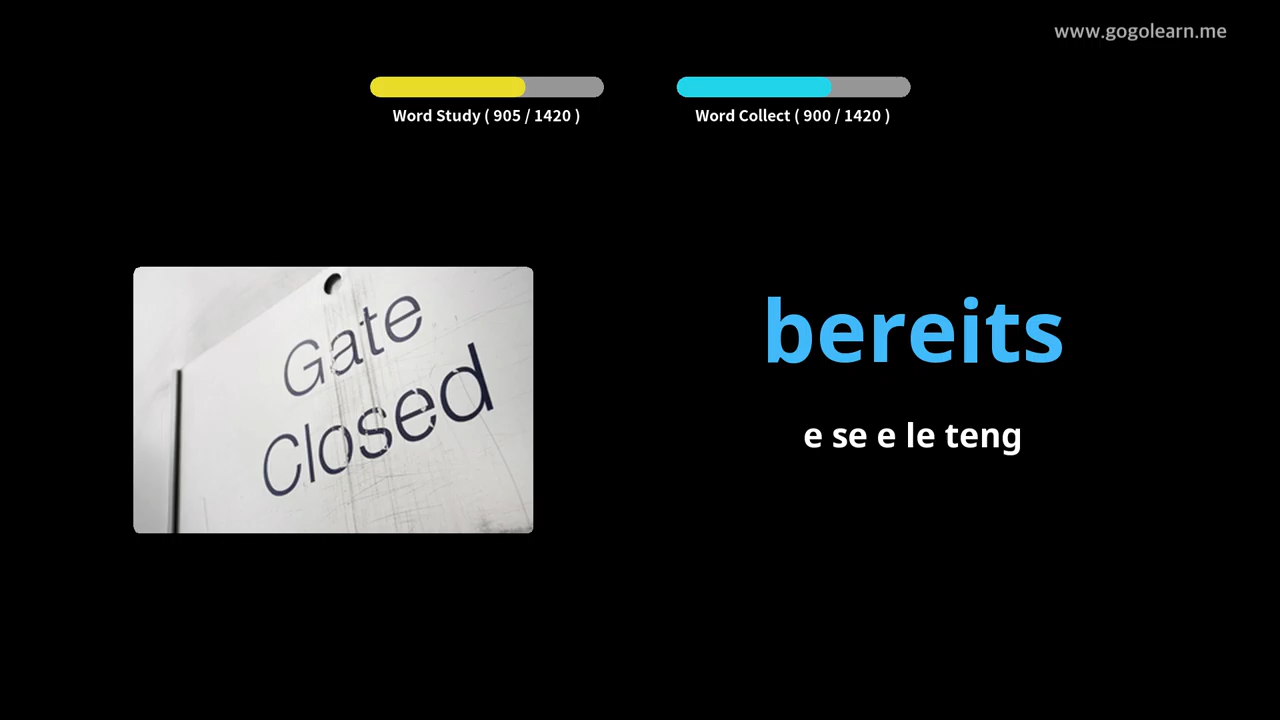 www.gogolearn.me
Word Study ( 905 / 1420 )
Word Collect ( 900 / 1420 )
Gate
Closed
bereits
e se e le teng